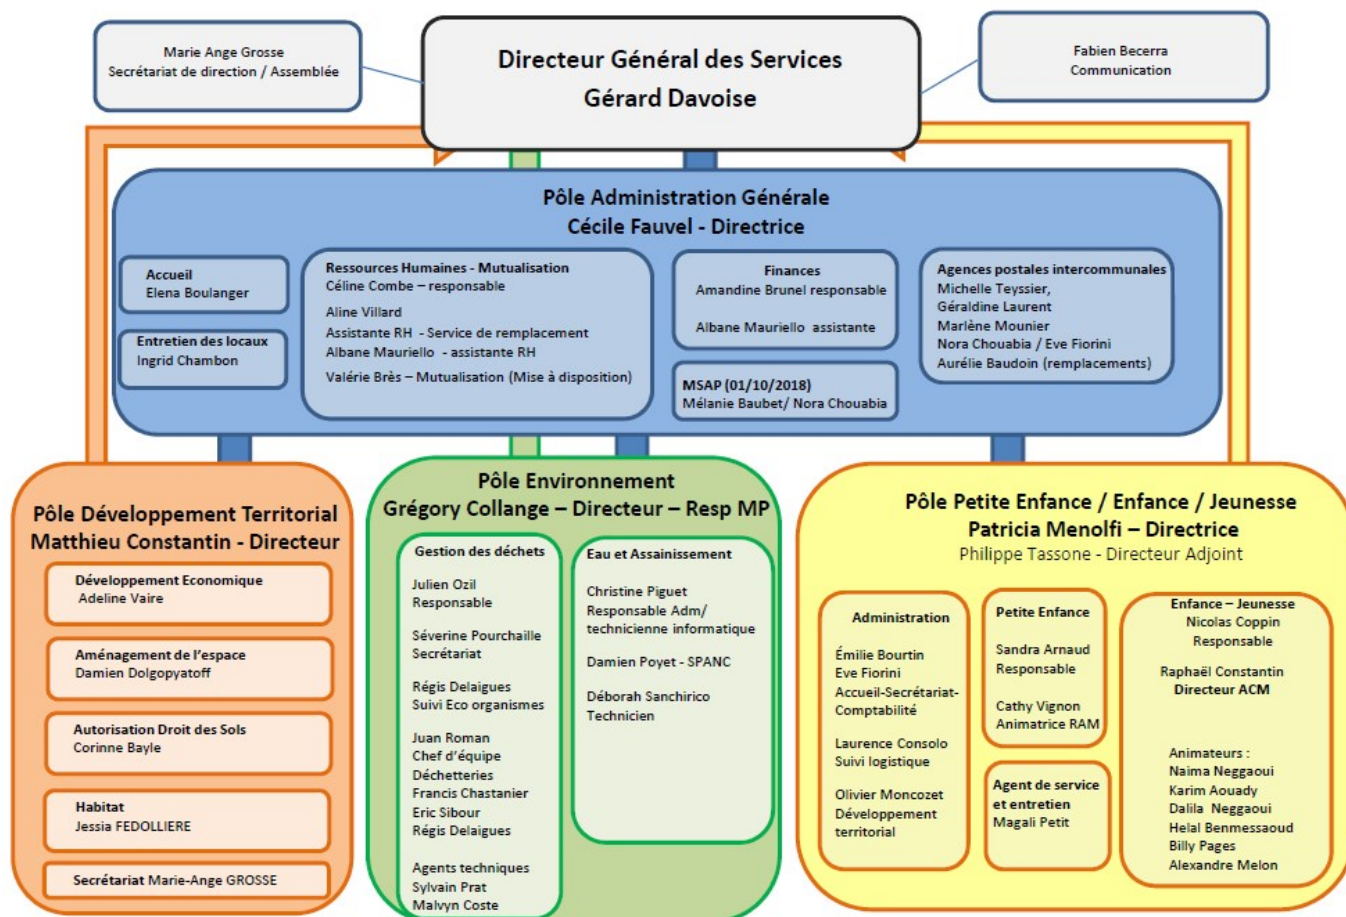 Marie Ange Grosse
Secrétariat de direction / Assemblée
Directeur Général des Services
Gérard Davoise
Fabien Becerra
Communication
Pôle Administration Générale
Cécile Fauvel - Directrice
Accueil
Elena Boulanger
Entretien des locaux
Ingrid Chambon
Ressources Humaines - Mutualisation
Céline Combe – responsable
Aline Villard
Assistante RH - Service de remplacement
Albane Mauriello - assistante RH
Valérie Brès – Mutualisation (Mise à disposition)
Finances
Amandine Brunel responsable
Albane Mauriello assistante
MSAP (01/10/2018)
Mélanie Baubet/ Nora Chouabia
Agences postales intercommunales
Michelle Teyssier,
Géraldine Laurent
Marlène Mounier
Nora Chouabia / Eve Fiorini
Aurélie Baudoin (remplacements)
Pôle Développement Territorial
Matthieu Constantin - Directeur
Développement Economique
Adeline Vaire
Aménagement de l'espace
Damien Dolgopyatoff
Autorisation Droit des Sols
Corinne Bayle
Habitat
Jessia FEDOLLIERE
Secrétariat Marie-Ange GROSSE
Pôle Environnement
Grégory Collange – Directeur – Resp MP
Gestion des déchets
Julien Ozil
Responsable
Séverine Pourchaille
Secrétariat
Régis Delaigues
Suivi Eco organismes
Juan Roman
Chef d'équipe
Déchetteries
Francis Chastanier
Eric Sibour
Régis Delaigues
Agents techniques
Sylvain Prat
Malvyn Coste
Eau et Assainissement
Christine Piguet
Responsable Adm/
technicienne informatique
Damien Poyet - SPANC
Déborah Sanchirico
Technicien
Pôle Petite Enfance / Enfance / Jeunesse
Patricia Menolfi – Directrice
Philippe Tassone - Directeur Adjoint
Administration
Émilie Bourtin
Eve Fiorini
Accueil-Secrétariat-
Comptabilité
Laurence Consolo
Suivi logistique
Olivier Moncozet
Développement
territorial
Petite Enfance
Sandra Arnaud
Responsable
Cathy Vignon
Animatrice RAM
Agent de service
et entretien
Magali Petit
Enfance – Jeunesse
Nicolas Coppin
Responsable
Raphaël Constantin
Directeur ACM
Animateurs :
Naima Neggaoui
Karim Aouady
Dalila Neggaoui
Helal Benmessaoud
Billy Pages
Alexandre Melon